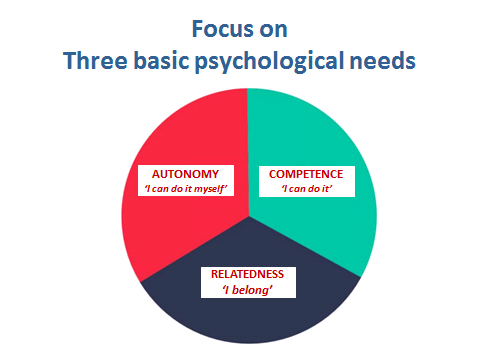 Focus on
Three basic psychological needs
AUTONOMY
‘I can do it myself’
COMPETENCE
‘I can do it’
RELATEDNESS
‘I belong’